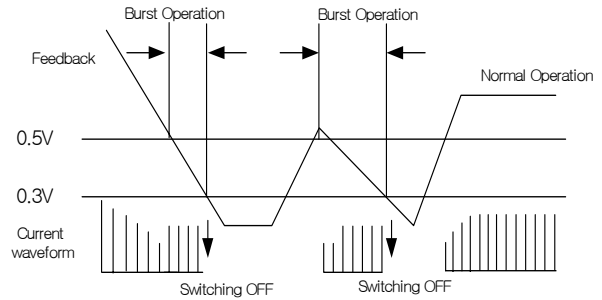 Burst Operation
Burst Operation
Feedback
Normal Operation
0.5V
0.3V
Current
waveform
Switching OFF
Switching OFF